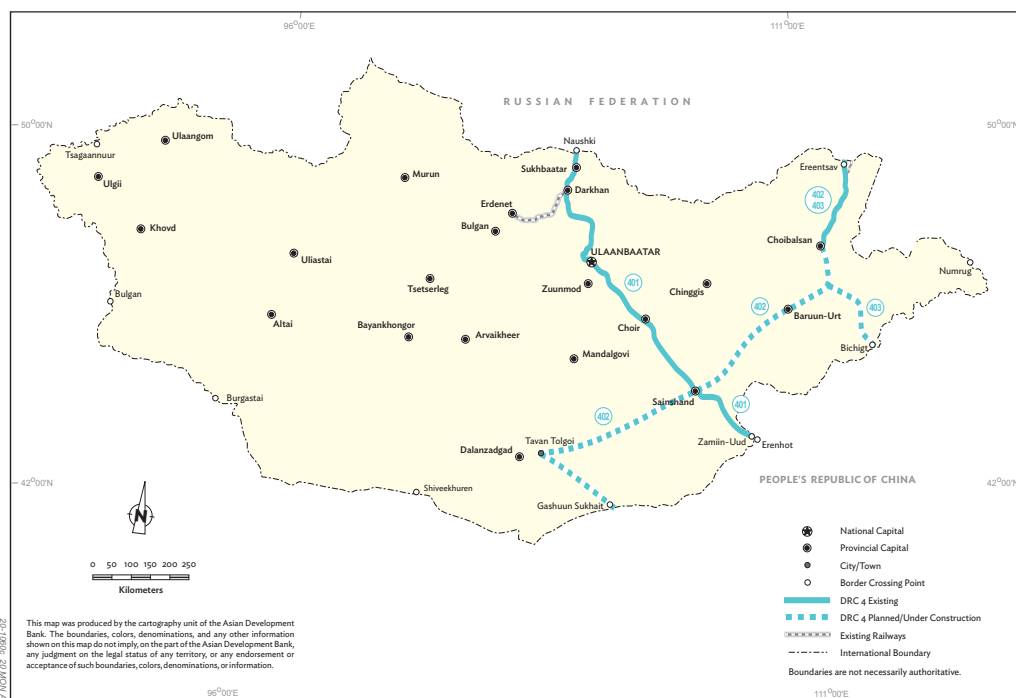 96°00'E
111°00'E
RUSSIAN FEDERATION
50°00'N
50°00'N
Naushki
Ulaangom
Tsagaannuur
Sukhbaatar
Ereentsav
Ulgii
Murun
Darkhan
402
403
Erdenet
Bulgan
Khovd
Choibalsan
ULAANBAATAR
Uliastai
Numrug
Tsetserleg
Zuunmod
401
Chinggis
Bulgan
402
403
Altai
Baruun-Urt
Bayankhongor
Arvaikheer
Choir
Bichigt
Mandalgovi
Burgastai
Sainshand
401
402
Tavan Tolgoi
Zamiin-Uud
Erenhot
Dalanzadgad
42°00'N
PEOPLE'S REPUBLIC OF CHINA
42°00'N
Shiveekhuren
Gashuun Sukhait
N
National Capital
Provincial Capital
City/Town
Border Crossing Point
DRC 4 Existing
DRC 4 Planned/Under Construction
Existing Railways
International Boundary
Boundaries are not necessarily authoritative.
0 50 100 150 200 250
Kilometers
This map was produced by the cartography unit of the Asian Development
Bank. The boundaries, colors, denominations, and any other information
shown on this map do not imply, on the part of the Asian Development Bank,
any judgment on the legal status of any territory, or any endorsement or
acceptance of such boundaries, colors, denominations, or information.
96°00'E
111°00'E